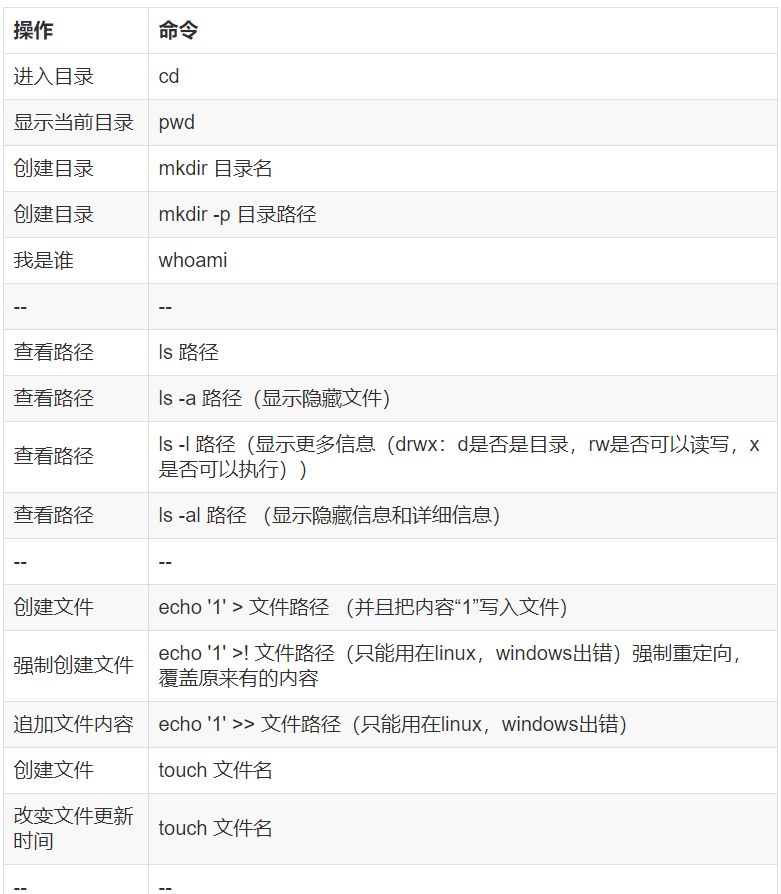 操作 命令
进入目录 cd
显示当前目录 pwd
创建目录 mkdir 目录名
创建目录 mkdir -p 目录路径
我是谁 whoami
-- --
查看路径 ls 路径
查看路径 ls -a 路径（显示隐藏文件）
查看路径 ls -l 路径（显示更多信息（drwx：d是否是目录，rw是否可以读写，x
是否可以执行））
查看路径 ls -al 路径 （显示隐藏信息和详细信息）
-- --
创建文件 echo '1' > 文件路径 （并且把内容“1”写入文件）
强制创建文件 echo '1' >! 文件路径（只能用在linux，windows出错）强制重定向，
覆盖原来有的内容
追加文件内容 echo '1' >> 文件路径（只能用在linux，windows出错）
创建文件 touch 文件名
改变文件更新
时间 touch 文件名
-- --